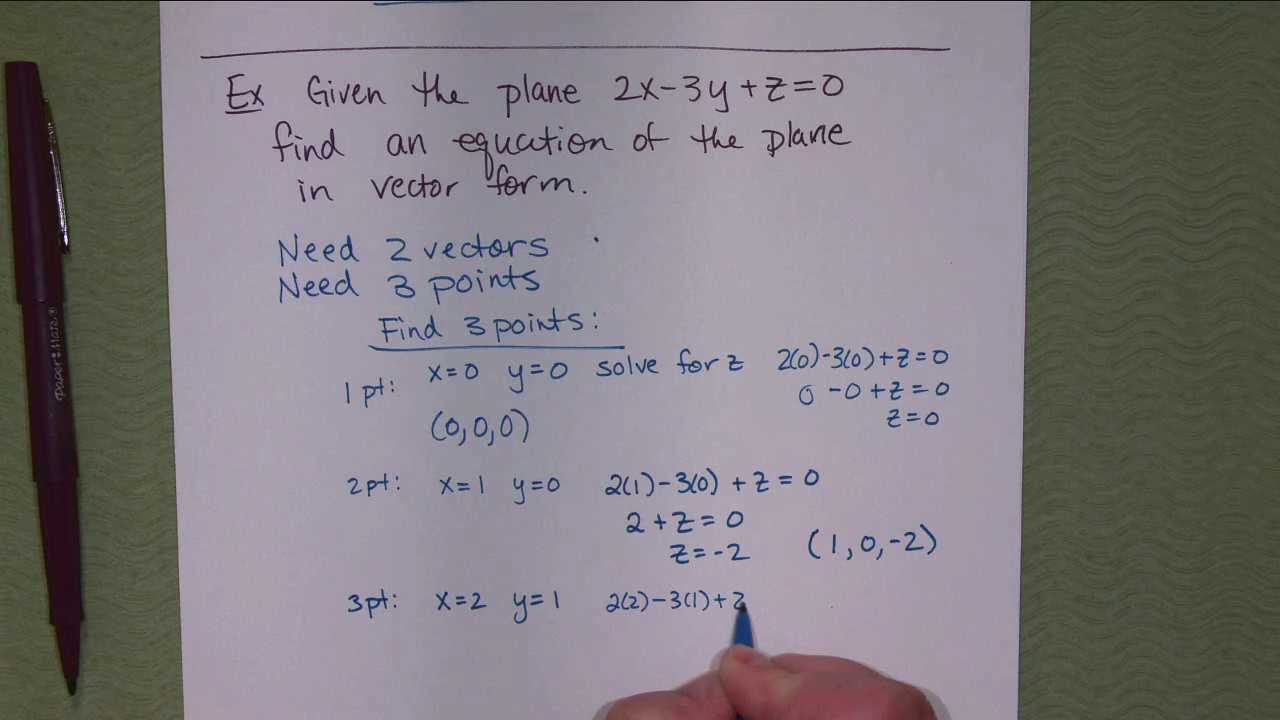 Ex Given the plane 2x-3y+z=0
find an equation of the plane
in vector form.
Need 2 vectors
Need 3 points
Find 3 points:
1 pt: x=0 y=0 solve for z 2(0)-3(0)+z=0
0 -0 +z = 0
z=0
(0,0,0)
2pt: x=1 y=0 2(1)-3(0) +z = 0
2 +z = 0
z=-2 (1,0,-2)
3pt: x=2 y=1 2(2)-3(1)+z
Paper:Mate®